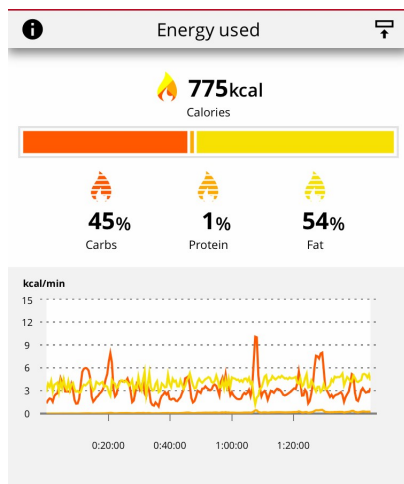 Energy used
775kcal
Calories
45% 1% 54%
Carbs Protein Fat
kcal/min
15
12
9
6
3
0
0:20:00 0:40:00 1:00:00 1:20:00